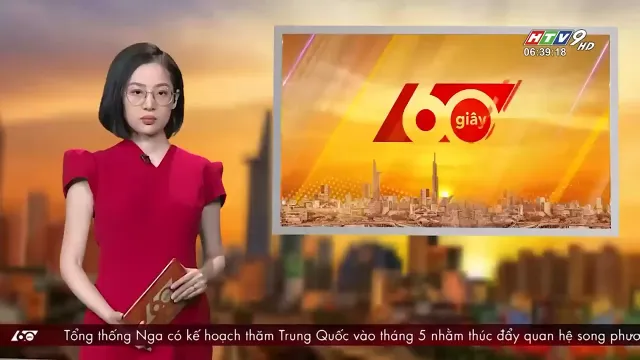 HTV9 HD
06:39:18
60 giây
60
Tổng thống Nga có kế hoạch thăm Trung Quốc vào tháng 5 nhằm thúc đẩy quan hệ song phươ